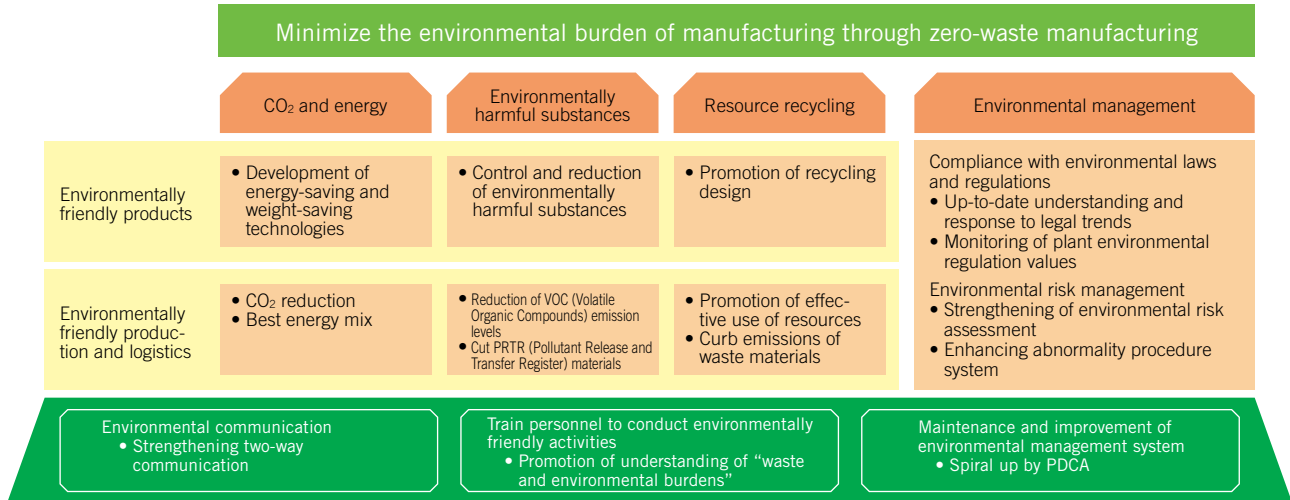 Minimize the environmental burden of manufacturing through zero-waste manufacturing
CO₂ and energy
Environmentally
harmful substances
Resource recycling
Environmental management
Environmentally
friendly products
• Development of
energy-saving and
weight-saving
technologies
• Control and reduction
of environmentally
harmful substances
• Promotion of recycling
design
Environmentally
friendly produc-
tion and logistics
• CO₂ reduction
• Best energy mix
• Reduction of VOC (Volatile
Organic Compounds) emission
levels
• Cut PRTR (Pollutant Release and
Transfer Register) materials
• Promotion of effec-
tive use of resources
• Curb emissions of
waste materials
Compliance with environmental laws
and regulations
• Up-to-date understanding and
response to legal trends
• Monitoring of plant environmental
regulation values
Environmental risk management
• Strengthening of environmental risk
assessment
• Enhancing abnormality procedure
system
Environmental communication
• Strengthening two-way
communication
Train personnel to conduct environmentally
friendly activities
• Promotion of understanding of “waste
and environmental burdens”
Maintenance and improvement of
environmental management system
• Spiral up by PDCA